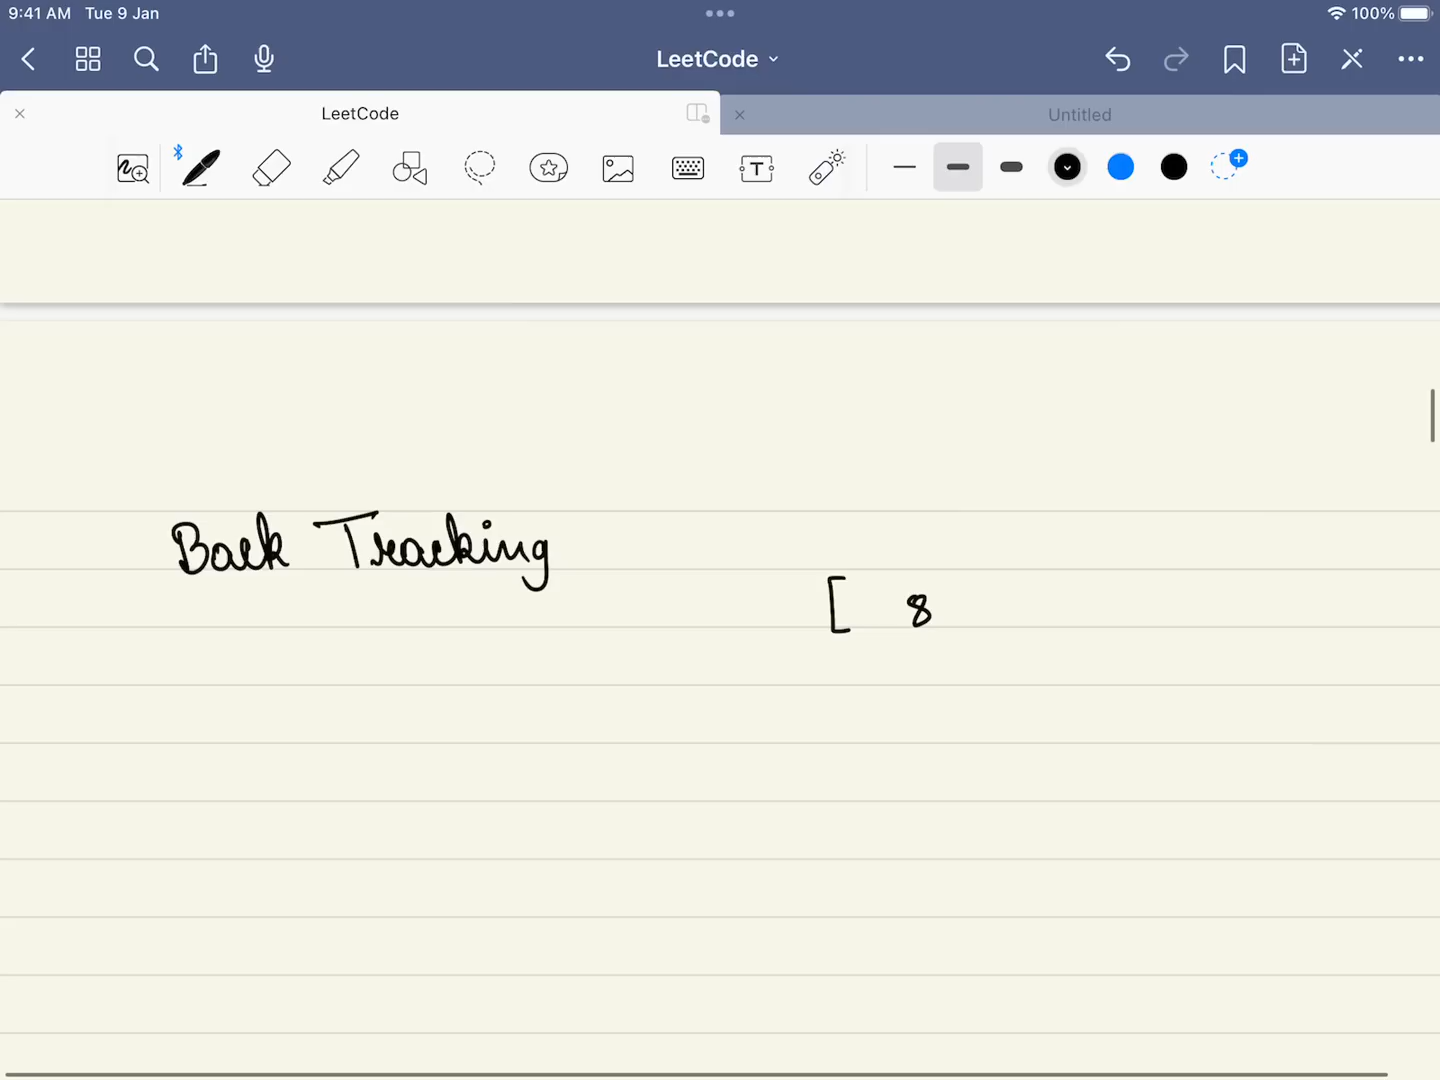 9:41 AM Tue 9 Jan 100%
LeetCode
LeetCode Untitled
T
Back Tracking
[ 8